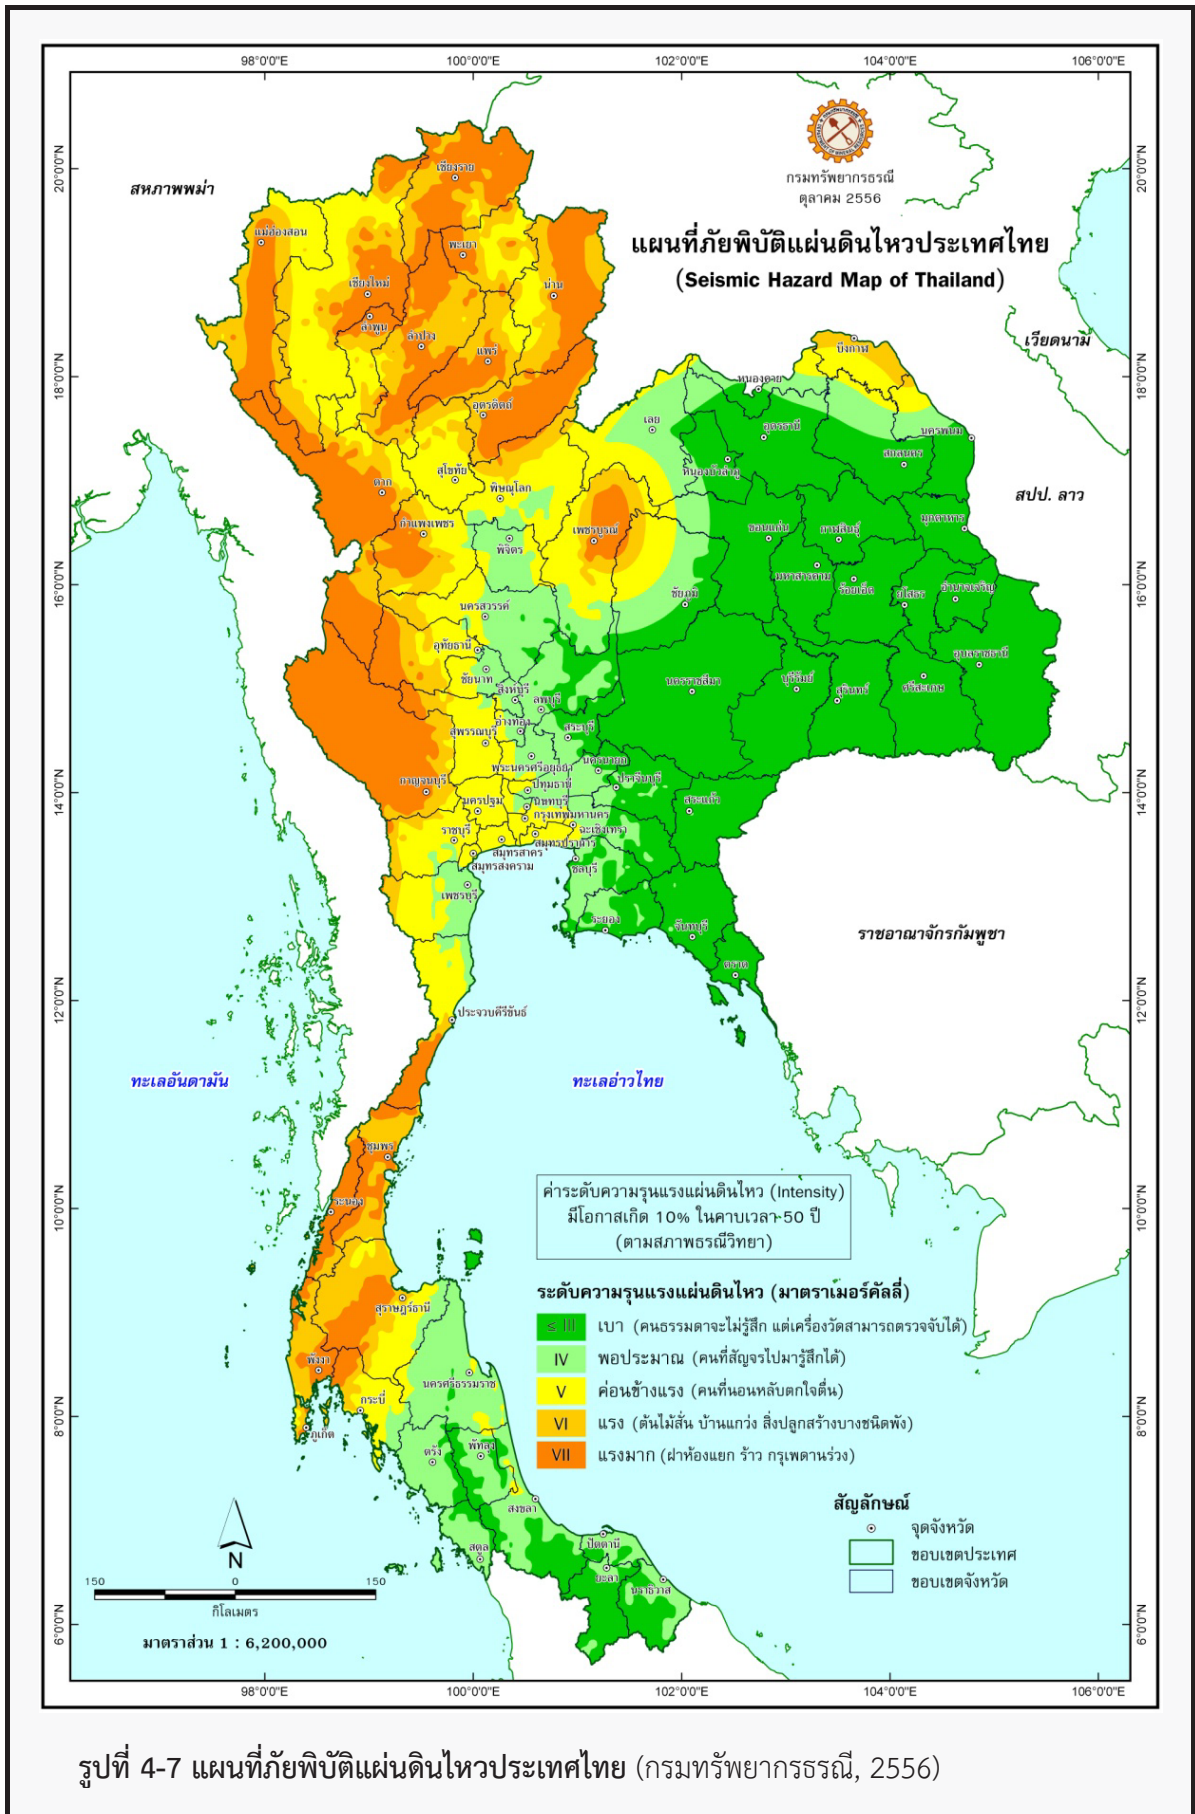 98°0'0"E 100°0'0"E 102°0'0"E 104°0'0"E 106°0'0"E
20°0'0"N
20°0'0"N
18°0'0"N
18°0'0"N
16°0'0"N
16°0'0"N
14°0'0"N
14°0'0"N
12°0'0"N
12°0'0"N
10°0'0"N
10°0'0"N
8°0'0"N
8°0'0"N
6°0'0"N
6°0'0"N
กรมทรัพยากรธรณี
ตุลาคม 2556
แผนที่ภัยพิบัติแผ่นดินไหวประเทศไทย
(Seismic Hazard Map of Thailand)
สหภาพพม่า
เวียดนาม
สปป. ลาว
ราชอาณาจักรกัมพูชา
ทะเลอันดามัน
ทะเลอ่าวไทย
เชียงราย
แม่ฮ่องสอน
พะเยา
เชียงใหม่
น่าน
ลำพูน
ลำปาง
แพร่
อุตรดิตถ์
บึงกาฬ
หนองคาย
เลย
อุดรธานี
นครพนม
สกลนคร
หนองบัวลำภู
สุโขทัย
ตาก
พิษณุโลก
กำแพงเพชร
พิจิตร
เพชรบูรณ์
ขอนแก่น
กาฬสินธุ์
มุกดาหาร
มหาสารคาม
ร้อยเอ็ด
ยโสธร
อำนาจเจริญ
ชัยภูมิ
นครสวรรค์
อุทัยธานี
ชัยนาท
สิงห์บุรี
ลพบุรี
อ่างทอง
สระบุรี
สุพรรณบุรี
นครราชสีมา
บุรีรัมย์
สุรินทร์
ศรีสะเกษ
อุบลราชธานี
พระนครศรีอยุธยา
นครนายก
ปราจีนบุรี
ปทุมธานี
สระแก้ว
กาญจนบุรี
นครปฐม
นนทบุรี
กรุงเทพมหานคร
ฉะเชิงเทรา
ราชบุรี
สมุทรปราการ
สมุทรสาคร
สมุทรสงคราม
ชลบุรี
เพชรบุรี
ระยอง
จันทบุรี
ตราด
ประจวบคีรีขันธ์
ชุมพร
ระนอง
สุราษฎร์ธานี
พังงา
นครศรีธรรมราช
กระบี่
ภูเก็ต
ตรัง
พัทลุง
สงขลา
สตูล
ปัตตานี
ยะลา
นราธิวาส
ค่าระดับความรุนแรงแผ่นดินไหว (Intensity)
มีโอกาสเกิด 10% ในคาบเวลา 50 ปี
(ตามสภาพธรณีวิทยา)
ระดับความรุนแรงแผ่นดินไหว (มาตราเมอร์คัลลี่)
≤ III เบา (คนธรรมดาจะไม่รู้สึก แต่เครื่องวัดสามารถตรวจจับได้)
IV พอประมาณ (คนที่สัญจรไปมารู้สึกได้)
V ค่อนข้างแรง (คนที่นอนหลับตกใจตื่น)
VI แรง (ต้นไม้สั่น บ้านแกว่ง สิ่งปลูกสร้างบางชนิดพัง)
VII แรงมาก (ฝาห้องแยก ร้าว กรุเพดานร่วง)
สัญลักษณ์
จุดจังหวัด
ขอบเขตประเทศ
ขอบเขตจังหวัด
N
150 0 150
กิโลเมตร
มาตราส่วน 1 : 6,200,000
98°0'0"E 100°0'0"E 102°0'0"E 104°0'0"E 106°0'0"E
รูปที่ 4-7 แผนที่ภัยพิบัติแผ่นดินไหวประเทศไทย (กรมทรัพยากรธรณี, 2556)